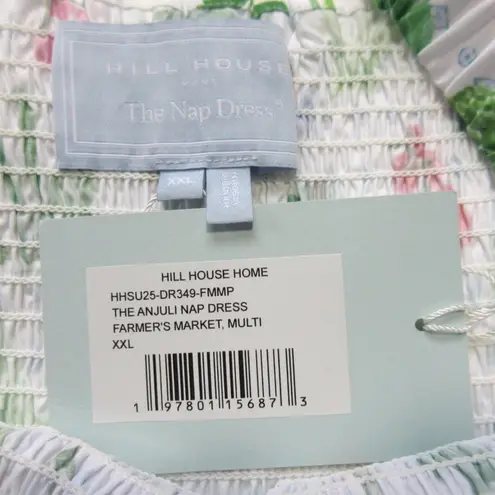 HILL HOUSE
HOME
The Nap Dress®
XXL
HILL HOUSE HOME
HHSU25-DR349-FMMP
THE ANJULI NAP DRESS
FARMER'S MARKET, MULTI
XXL
1 97801 15687 3